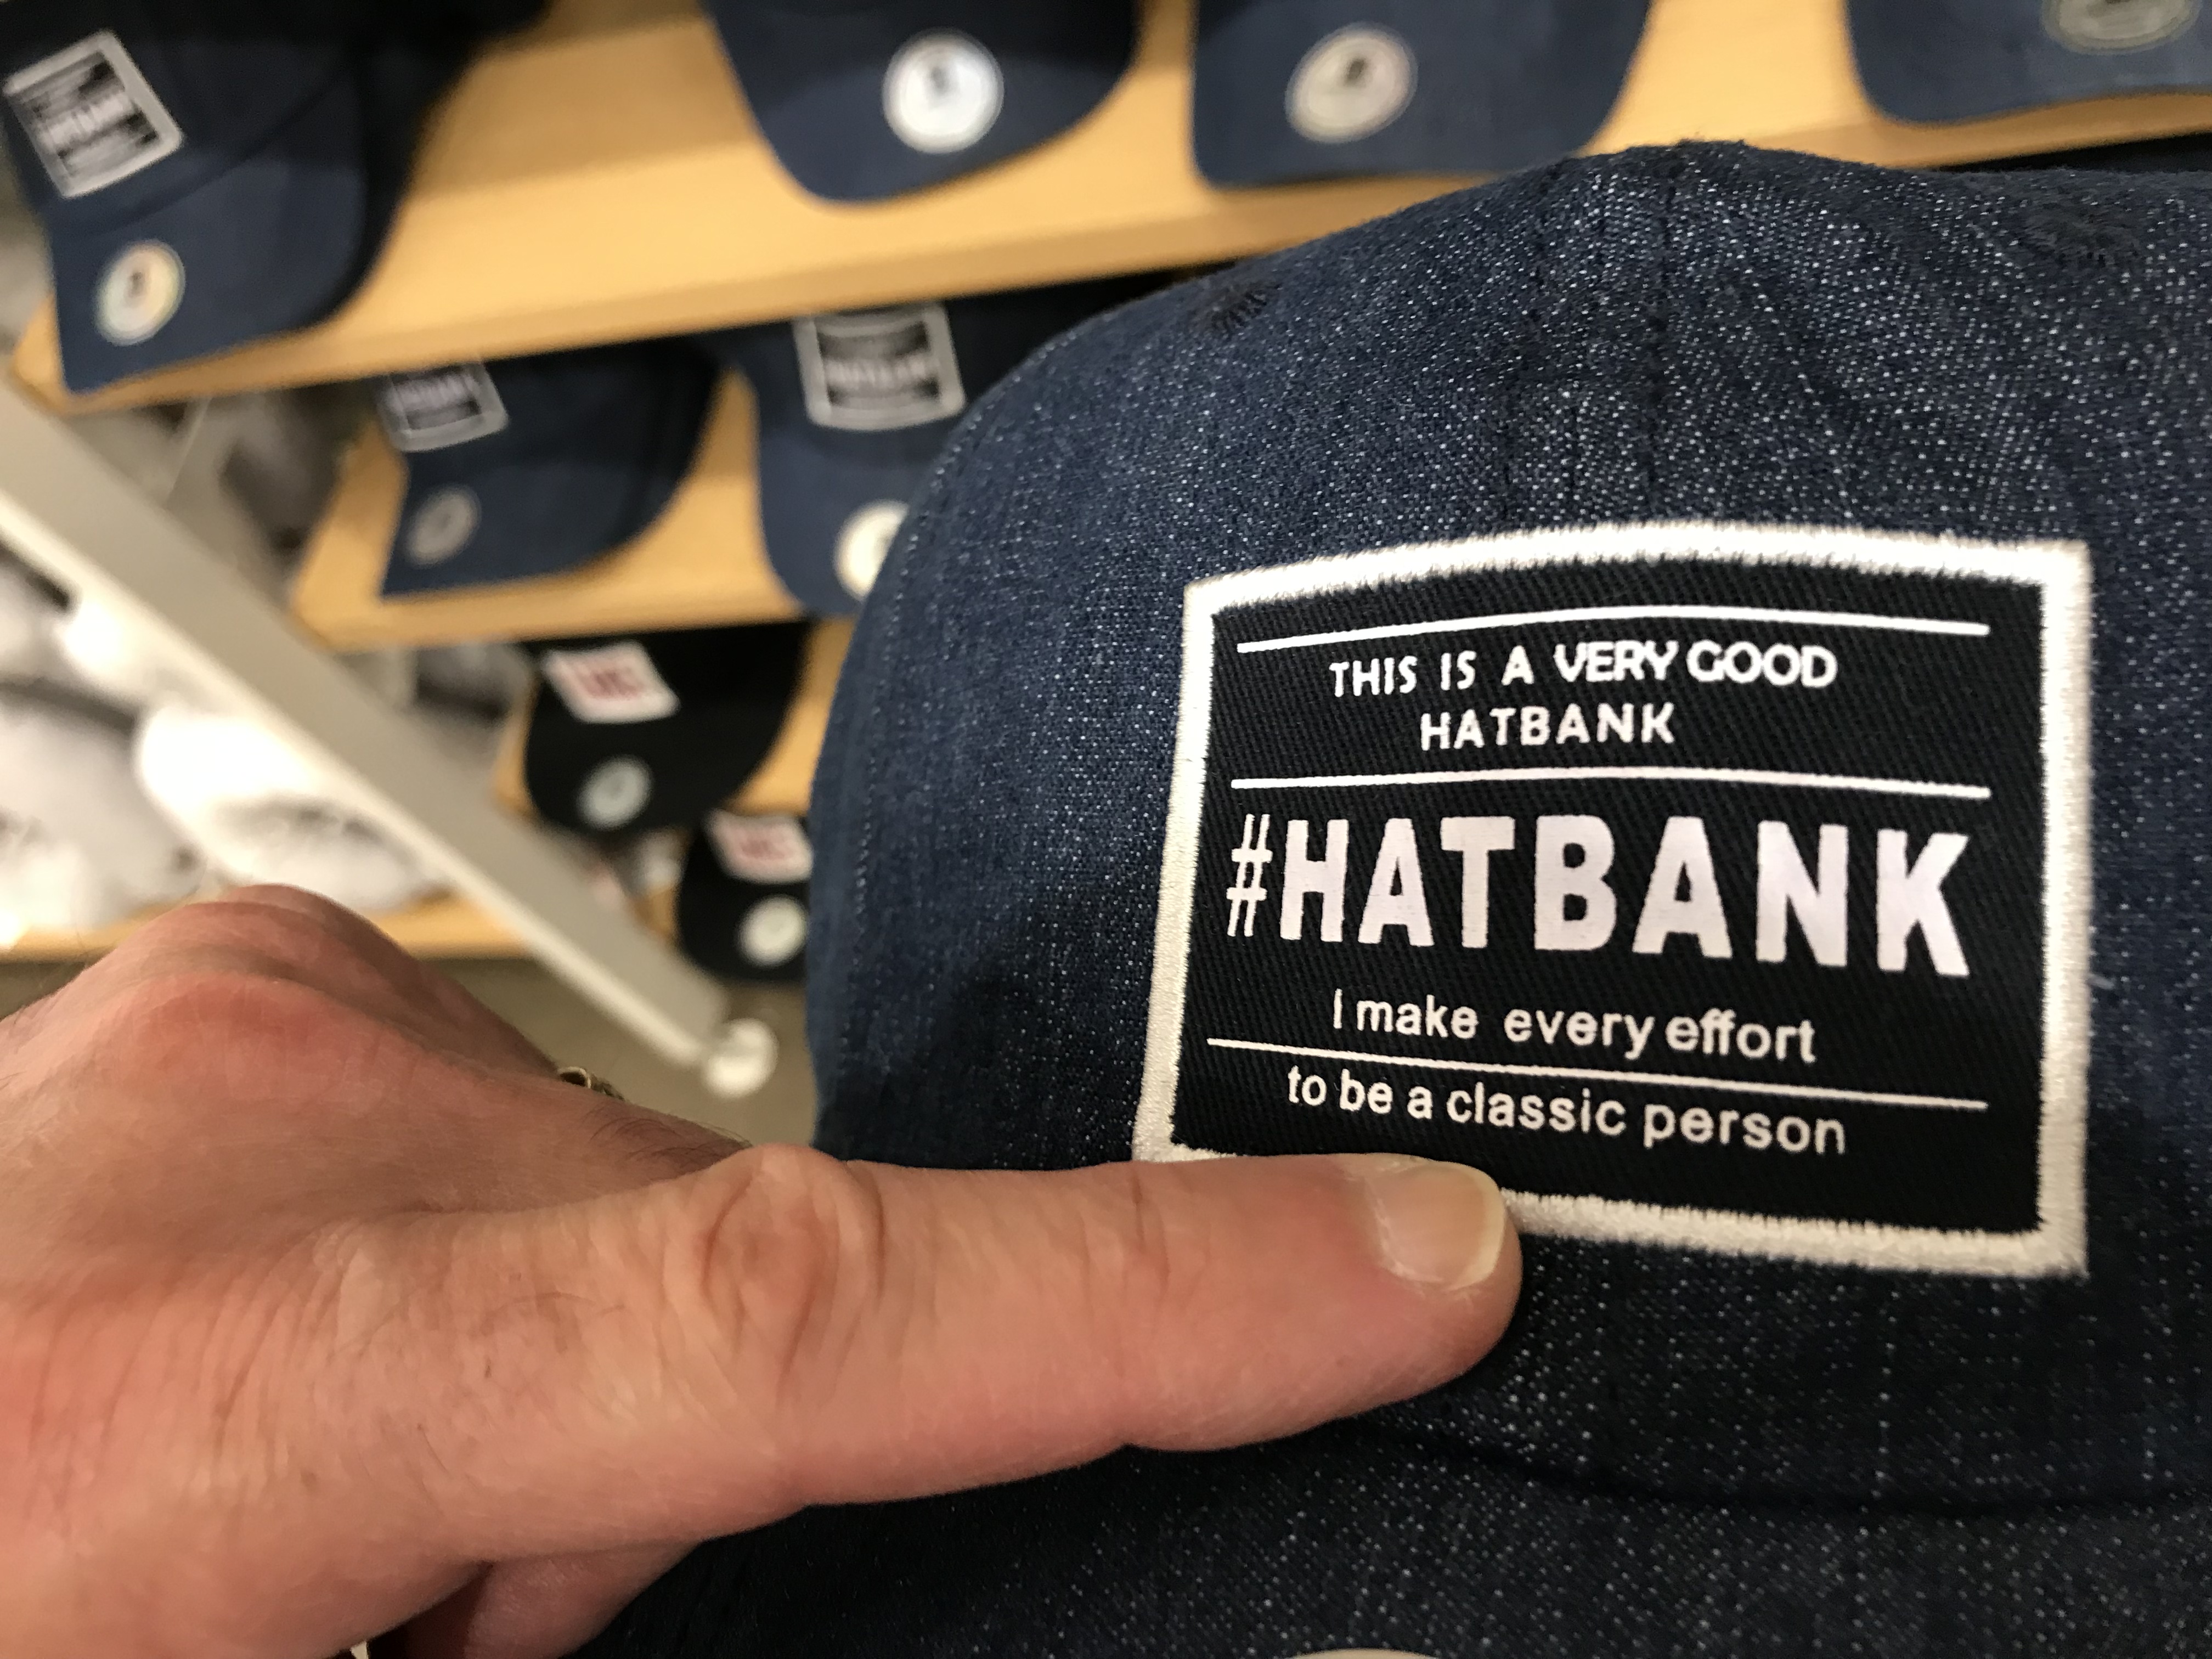 THIS IS A VERY GOOD
HATBANK
#HATBANK
I make every effort
to be a classic person